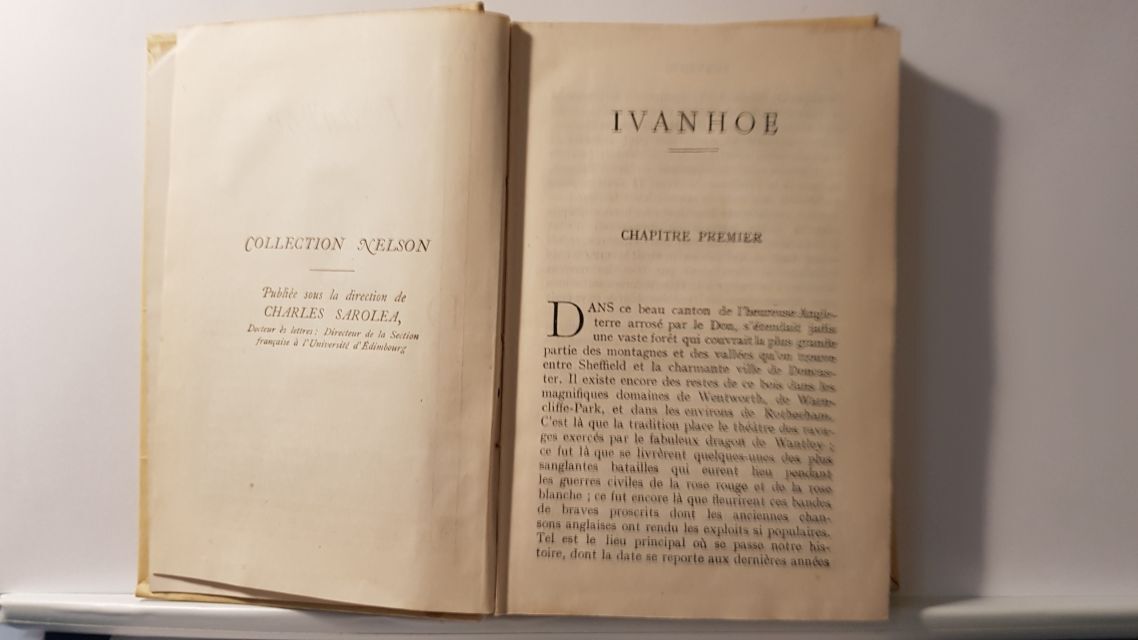 COLLECTION NELSON
Publiée sous la direction de
CHARLES SAROLEA,
Docteur ès lettres: Directeur de la Section
française à l'Université d'Édimbourg
IVANHOE
CHAPITRE PREMIER
DANS ce beau canton de l'heureuse Angle-
terre arrosé par le Don, s'étendait jadis
une vaste forêt qui couvrait la plus grande
partie des montagnes et des vallées qu'on trouve
entre Sheffield et la charmante ville de Doncas-
ter. Il existe encore des restes de ce bois dans les
magnifiques domaines de Wentworth, de Warn-
cliffe-Park, et dans les environs de Rotherham.
C'est là que la tradition place le théâtre des rava-
ges exercés par le fabuleux dragon de Wantley ;
ce fut là que se livrèrent quelques-unes des plus
sanglantes batailles qui eurent lieu pendant
les guerres civiles de la rose rouge et de la rose
blanche ; ce fut encore là que fleurirent ces bandes
de braves proscrits dont les anciennes chan-
sons anglaises ont rendu les exploits si populaires.
Tel est le lieu principal où se passe notre his-
toire, dont la date se reporte aux dernières années